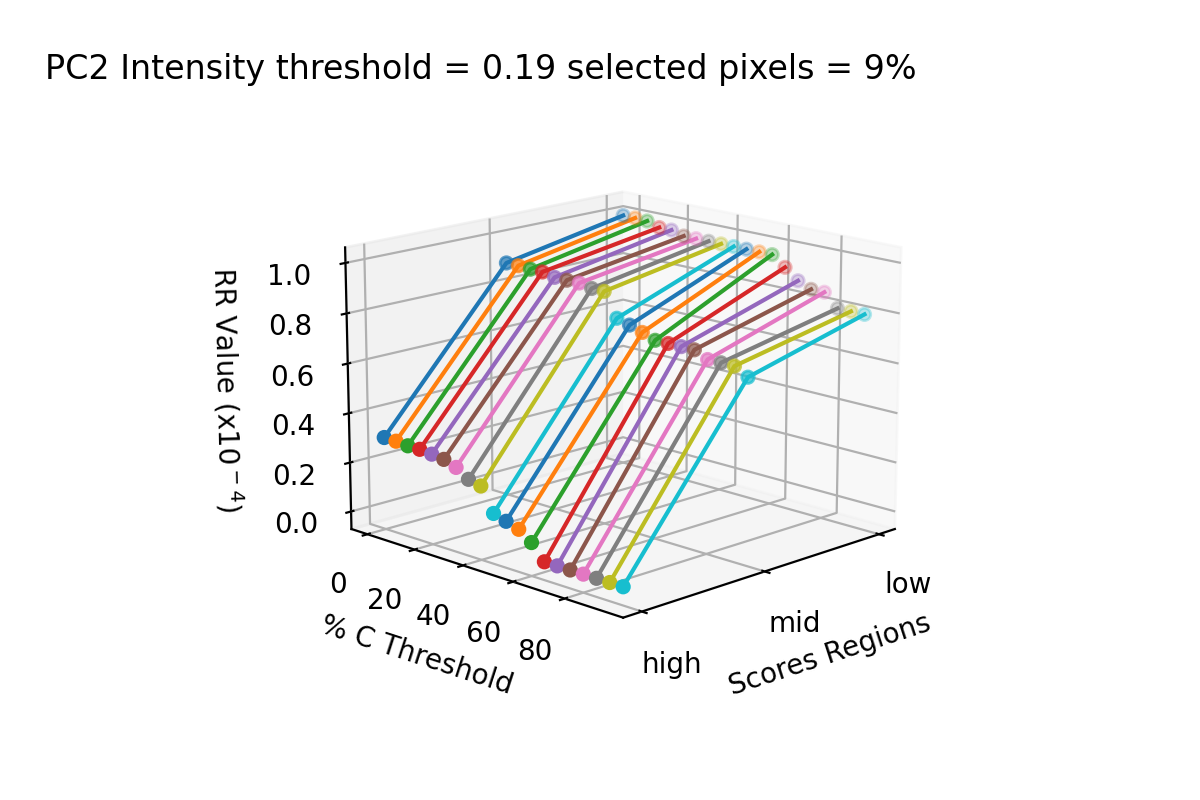 PC2 Intensity threshold = 0.19 selected pixels = 9%
RR Value (x10⁻⁴)
1.0
0.8
0.6
0.4
0.2
0.0
0
20
40
60
80
% C Threshold
high
mid
low
Scores Regions